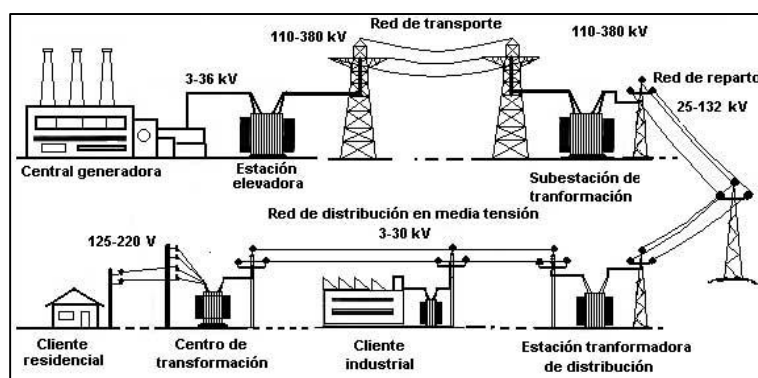 Red de transporte
110-380 kV
110-380 kV
3-36 kV
Red de reparto
25-132 kV
Central generadora
Estación
elevadora
Subestación de
tranformación
Red de distribución en media tensión
3-30 kV
125-220 V
Cliente
residencial
Centro de
transformación
Cliente
industrial
Estación tranformadora
de distribución